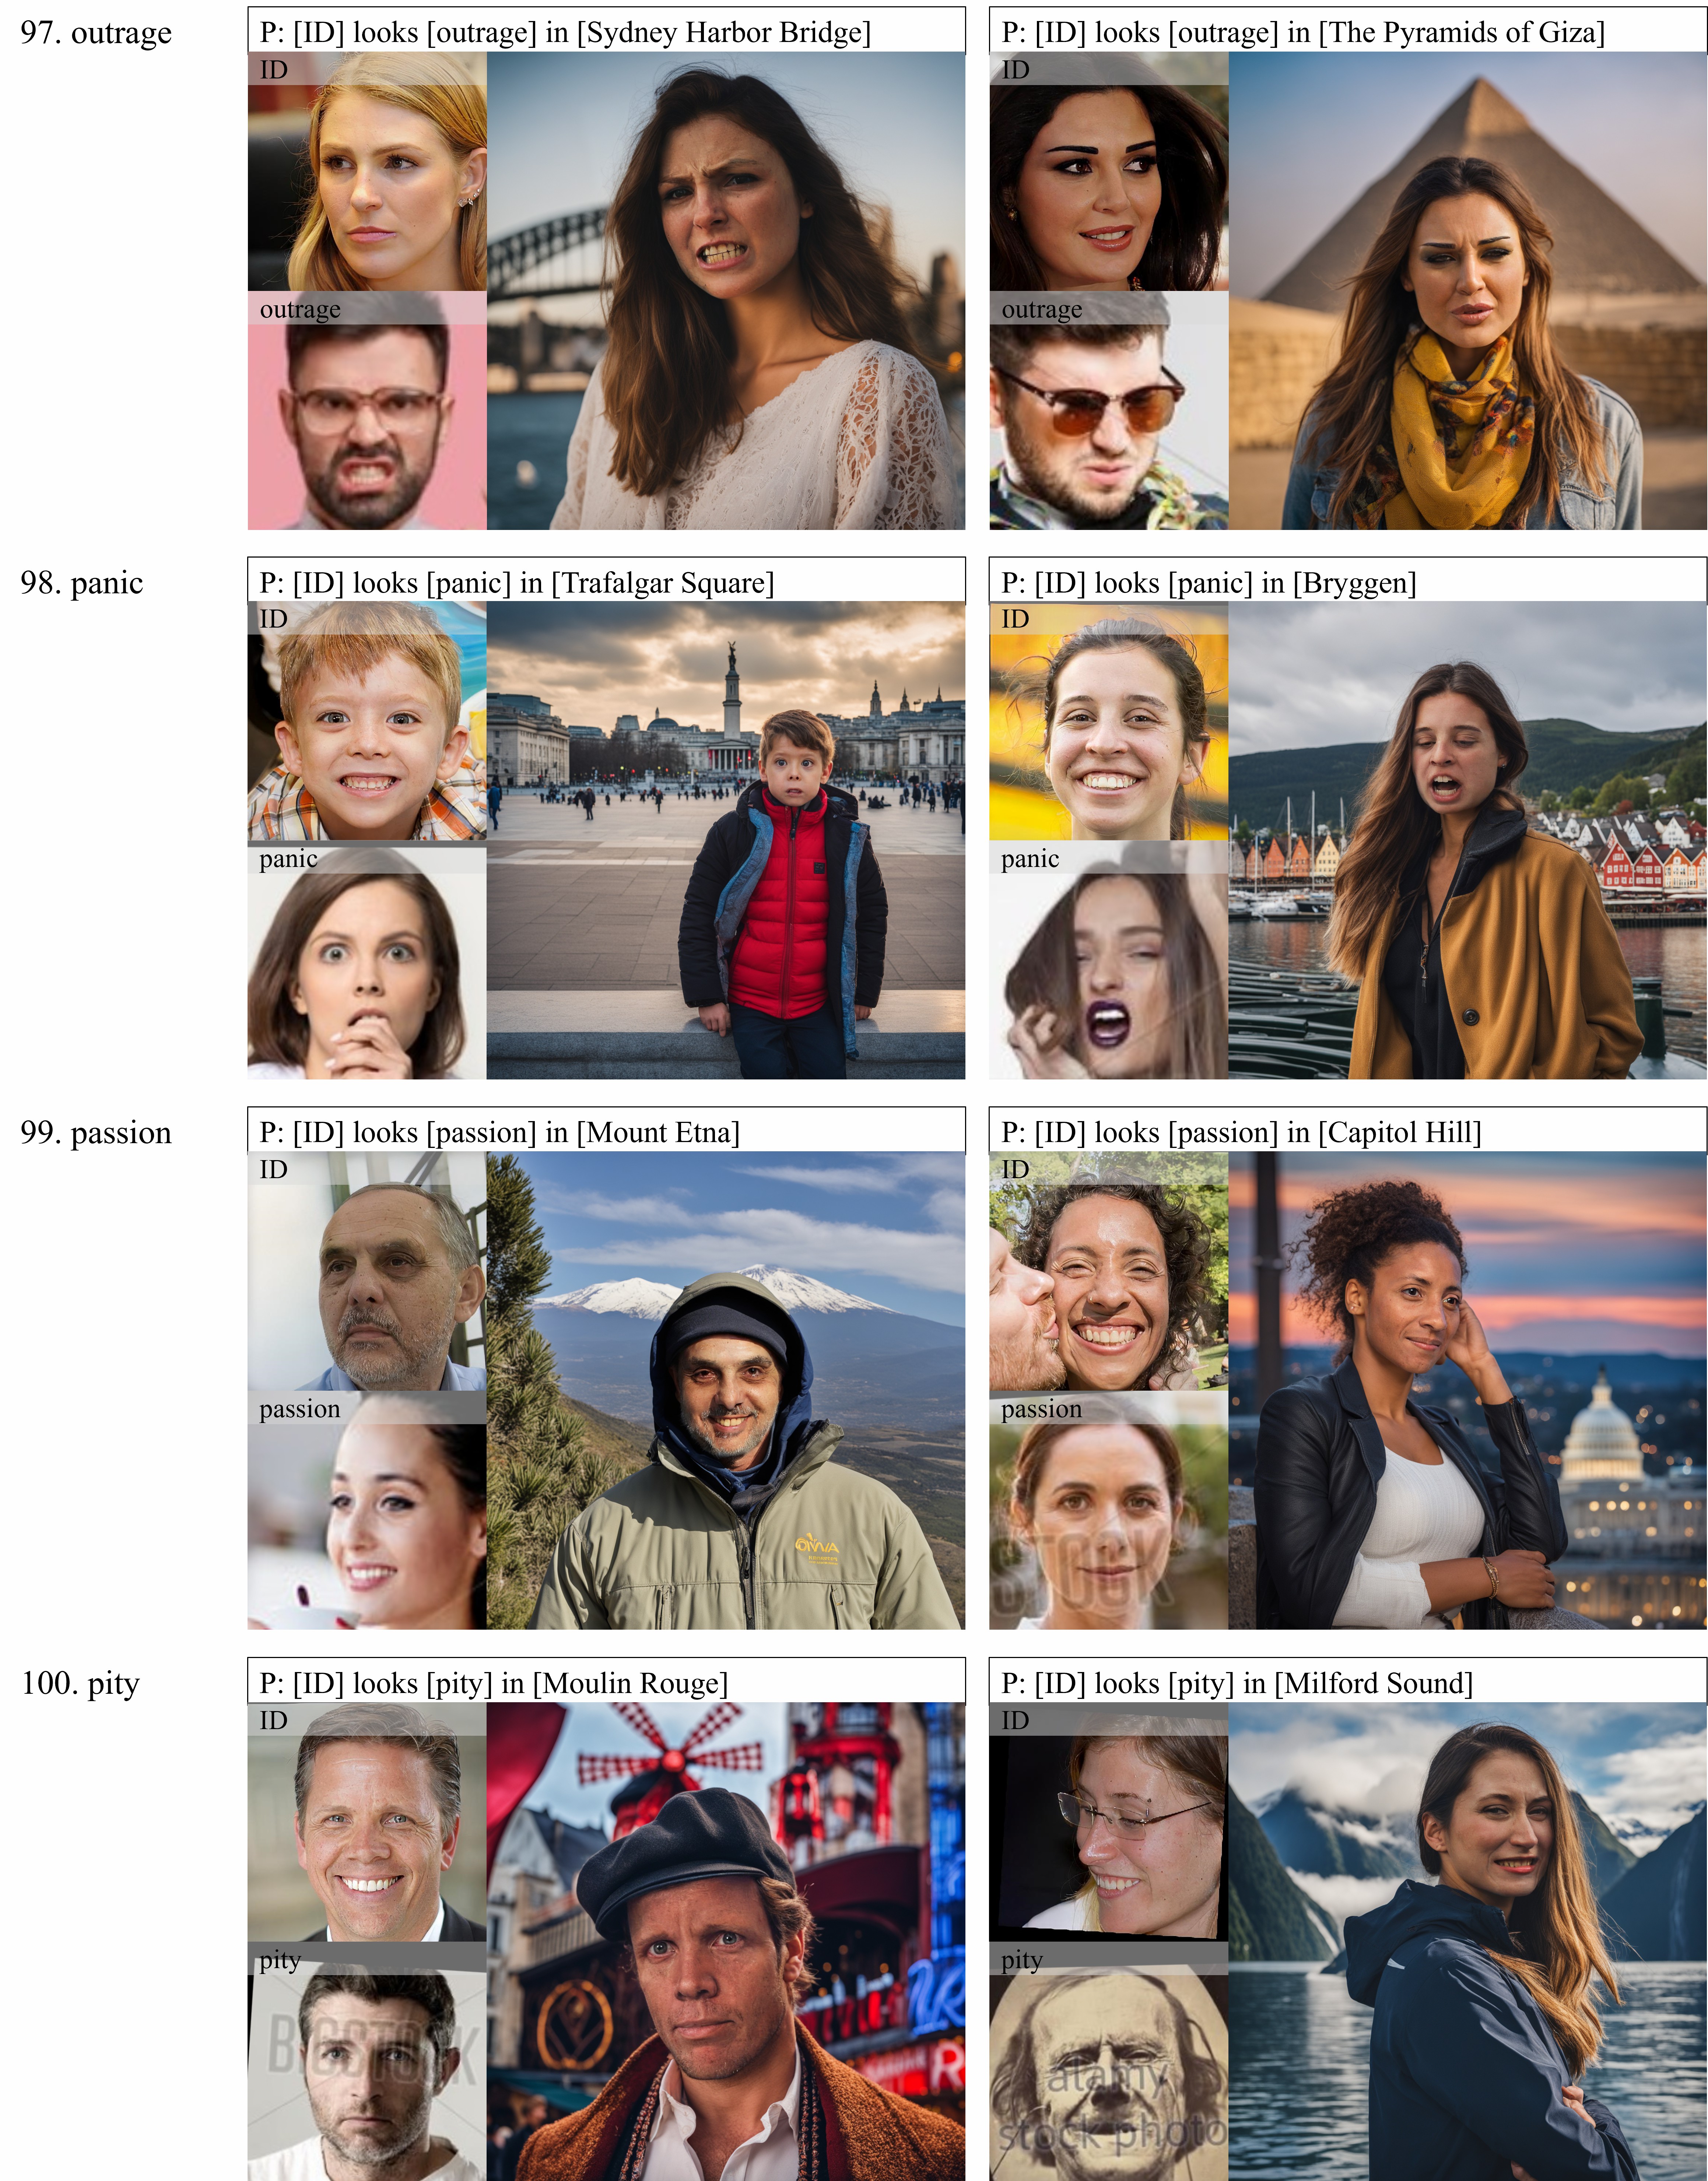 97. outrage
P: [ID] looks [outrage] in [Sydney Harbor Bridge]
ID
outrage
P: [ID] looks [outrage] in [The Pyramids of Giza]
ID
outrage
98. panic
P: [ID] looks [panic] in [Trafalgar Square]
ID
panic
P: [ID] looks [panic] in [Bryggen]
ID
panic
99. passion
P: [ID] looks [passion] in [Mount Etna]
ID
passion
P: [ID] looks [passion] in [Capitol Hill]
ID
passion
STOCK
100. pity
P: [ID] looks [pity] in [Moulin Rouge]
ID
pity
BIGSTOCK
P: [ID] looks [pity] in [Milford Sound]
ID
pity
alamy
stock photo